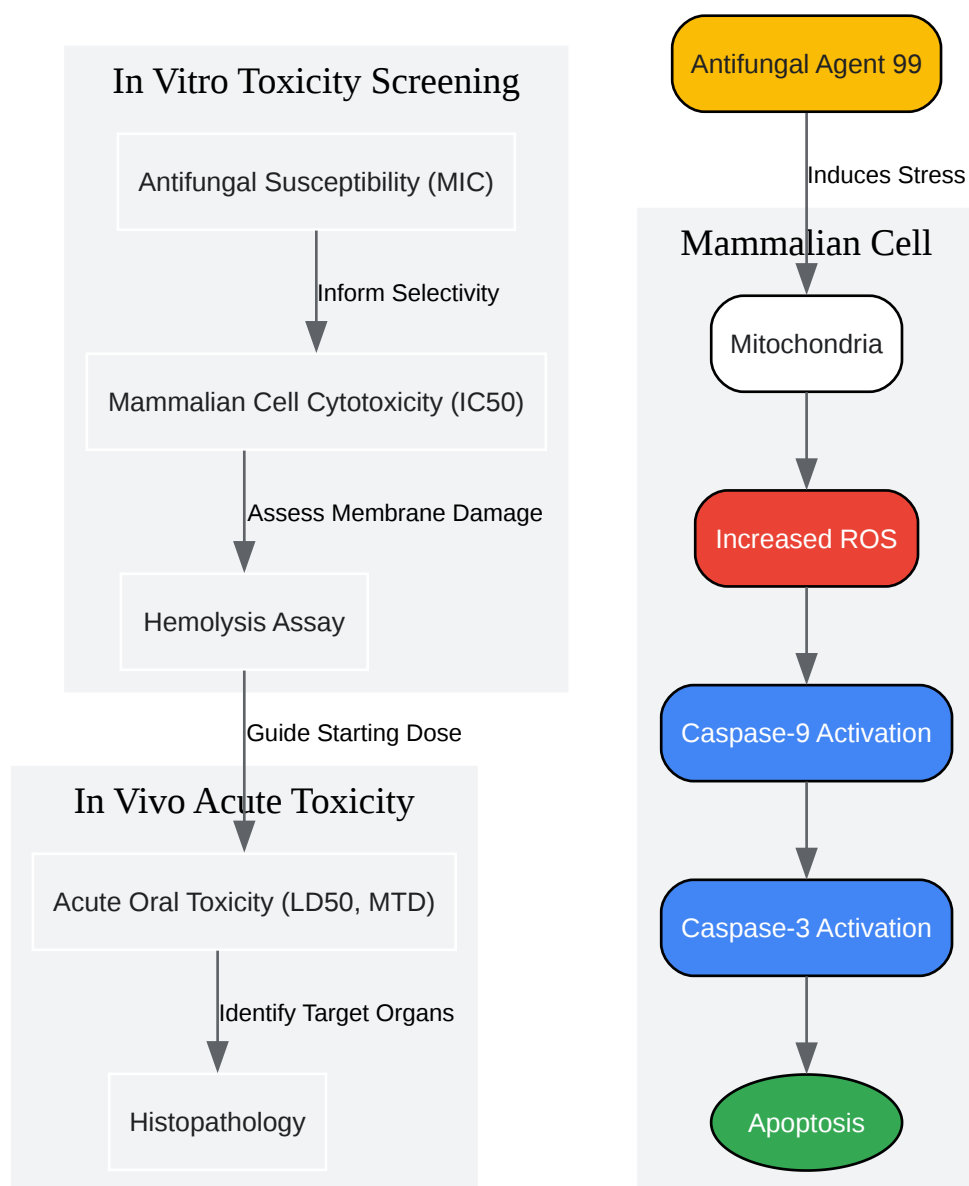 In Vitro Toxicity Screening
Antifungal Susceptibility (MIC)
Inform Selectivity
Mammalian Cell Cytotoxicity (IC50)
Assess Membrane Damage
Hemolysis Assay
Guide Starting Dose
In Vivo Acute Toxicity
Acute Oral Toxicity (LD50, MTD)
Identify Target Organs
Histopathology
Antifungal Agent 99
Induces Stress
Mammalian Cell
Mitochondria
Increased ROS
Caspase-9 Activation
Caspase-3 Activation
Apoptosis